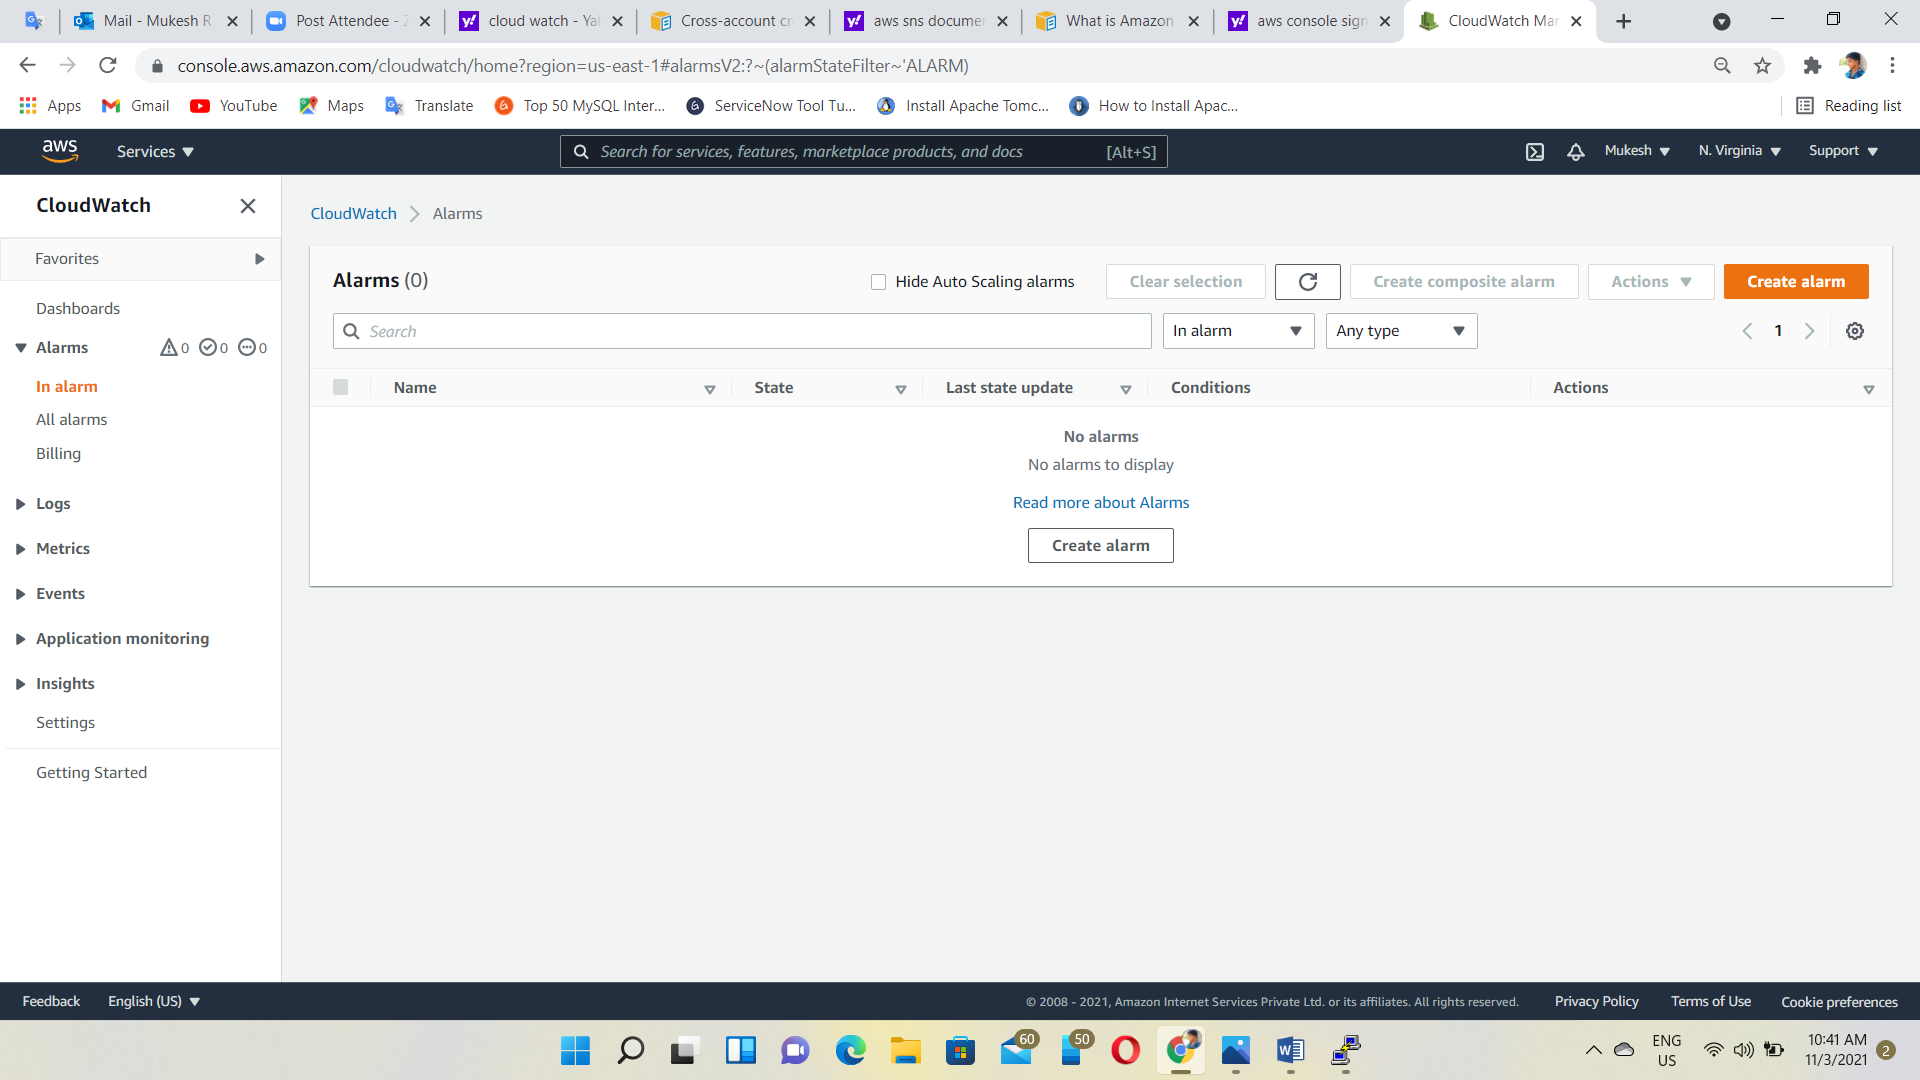 Mail - Mukesh R
Post Attendee - Z
cloud watch - Ya
Cross-account cr
aws sns documen
What is Amazon
aws console sign
CloudWatch Man
console.aws.amazon.com/cloudwatch/home?region=us-east-1#alarmsV2:?~(alarmStateFilter~'ALARM)
Apps
Gmail
YouTube
Maps
Translate
Top 50 MySQL Inter...
ServiceNow Tool Tu...
Install Apache Tomc...
How to Install Apac...
Reading list
aws
Services
Search for services, features, marketplace products, and docs
[Alt+S]
Mukesh
N. Virginia
Support
CloudWatch
Favorites
Dashboards
Alarms
0
0
0
In alarm
All alarms
Billing
Logs
Metrics
Events
Application monitoring
Insights
Settings
Getting Started
CloudWatch
Alarms
Alarms (0)
Hide Auto Scaling alarms
Clear selection
Create composite alarm
Actions
Create alarm
Search
In alarm
Any type
1
Name
State
Last state update
Conditions
Actions
No alarms
No alarms to display
Read more about Alarms
Create alarm
Feedback
English (US)
© 2008 - 2021, Amazon Internet Services Private Ltd. or its affiliates. All rights reserved.
Privacy Policy
Terms of Use
Cookie preferences
60
50
ENG
US
10:41 AM
11/3/2021
2